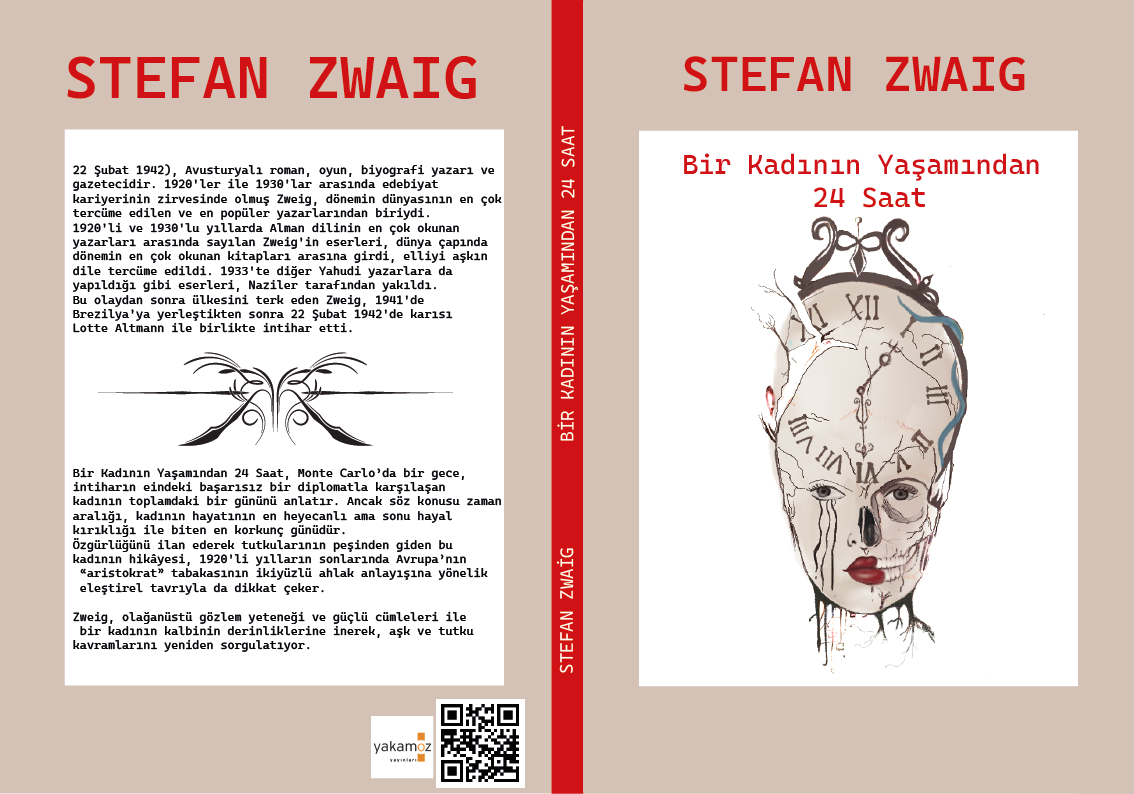 STEFAN ZWAIG
22 Şubat 1942), Avusturyalı roman, oyun, biyografi yazarı ve
gazetecidir. 1920'ler ile 1930'lar arasında edebiyat
kariyerinin zirvesinde olmuş Zweig, dönemin dünyasının en çok
tercüme edilen ve en popüler yazarlarından biriydi.
1920'li ve 1930'lu yıllarda Alman dilinin en çok okunan
yazarları arasında sayılan Zweig'in eserleri, dünya çapında
dönemin en çok okunan kitapları arasına girdi, elliyi aşkın
dile tercüme edildi. 1933'te diğer Yahudi yazarlara da
yapıldığı gibi eserleri, Naziler tarafından yakıldı.
Bu olaydan sonra ülkesini terk eden Zweig, 1941'de
Brezilya'ya yerleştikten sonra 22 Şubat 1942'de karısı
Lotte Altmann ile birlikte intihar etti.
Bir Kadının Yaşamından 24 Saat, Monte Carlo’da bir gece,
intiharın eindeki başarısız bir diplomatla karşılaşan
kadının toplamdaki bir gününü anlatır. Ancak söz konusu zaman
aralığı, kadının hayatının en heyecanlı ama sonu hayal
kırıklığı ile biten en korkunç günüdür.
Özgürlüğünü ilan ederek tutkularının peşinden giden bu
kadının hikâyesi, 1920'li yılların sonlarında Avrupa’nın
“aristokrat” tabakasının ikiyüzlü ahlak anlayışına yönelik
eleştirel tavrıyla da dikkat çeker.
Zweig, olağanüstü gözlem yeteneği ve güçlü cümleleri ile
bir kadının kalbinin derinliklerine inerek, aşk ve tutku
kavramlarını yeniden sorgulatıyor.
yakamoz
yayınları
BİR KADININ YAŞAMINDAN 24 SAAT
STEFAN ZWAİG
STEFAN ZWAIG
Bir Kadının Yaşamından
24 Saat
XII
XI
II
III
VIII
VII
VI
V